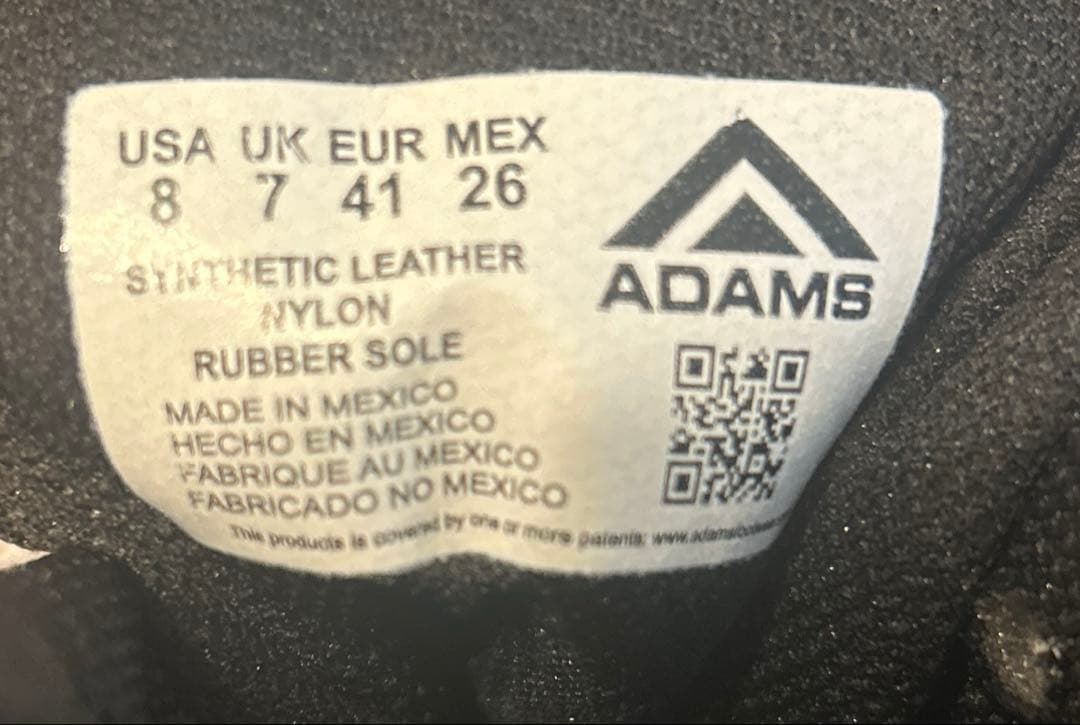 USA UK EUR MEX
8 7 41 26
SYNTHETIC LEATHER
NYLON
RUBBER SOLE
MADE IN MEXICO
HECHO EN MEXICO
FABRIQUE AU MEXICO
FABRICADO NO MEXICO
This products is covered by one or more patents:
ADAMS